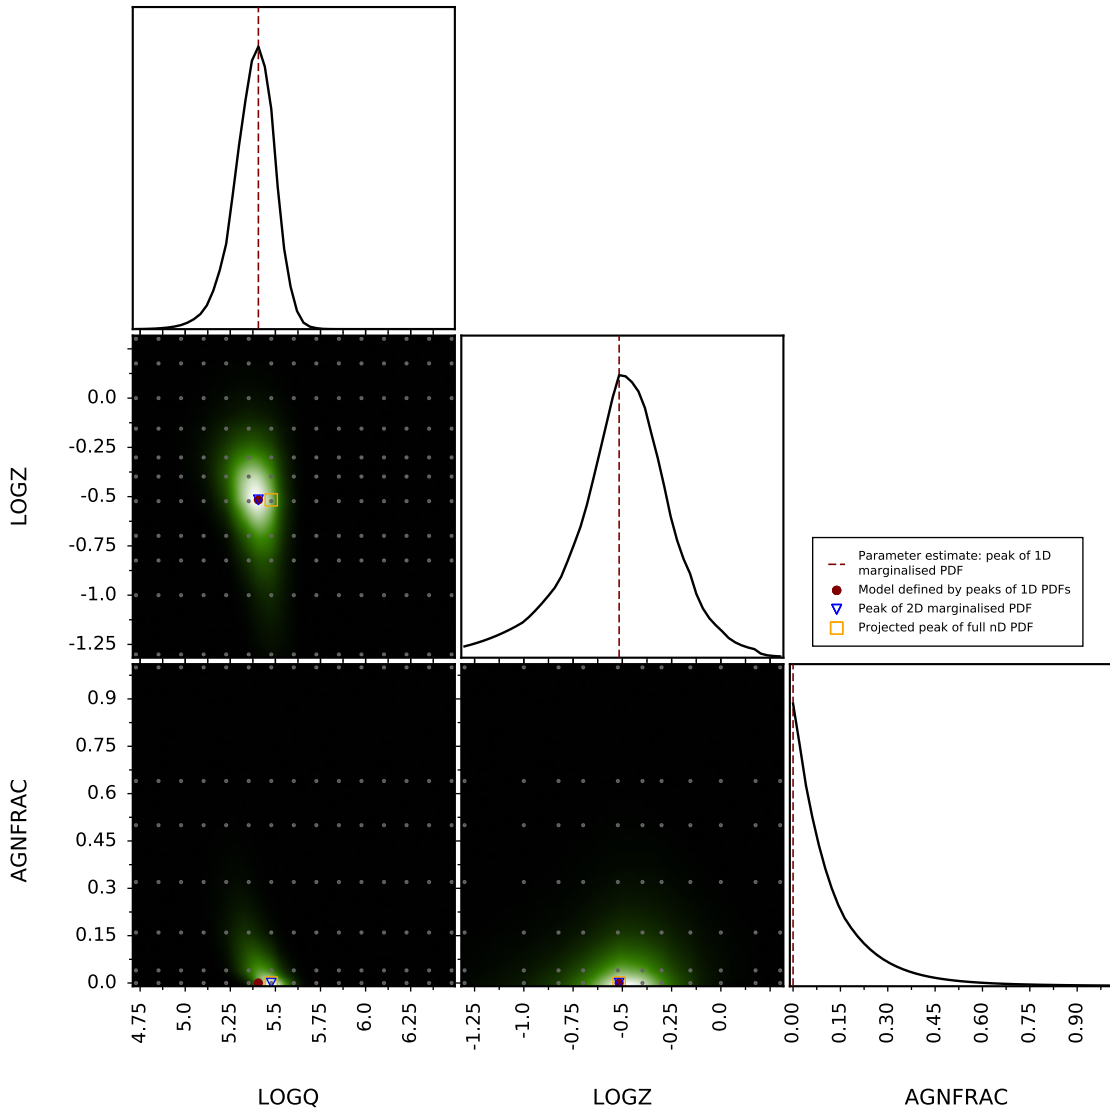 LOGZ
0.0
-0.25
-0.5
-0.75
-1.0
-1.25
Parameter estimate: peak of 1D
marginalised PDF
Model defined by peaks of 1D PDFs
Peak of 2D marginalised PDF
Projected peak of full nD PDF
AGNFRAC
0.9
0.75
0.6
0.45
0.3
0.15
0.0
4.75 5.0 5.25 5.5 5.75 6.0 6.25
-1.25 -1.0 -0.75 -0.5 -0.25 0.0
0.00 0.15 0.30 0.45 0.60 0.75 0.90
LOGQ LOGZ AGNFRAC